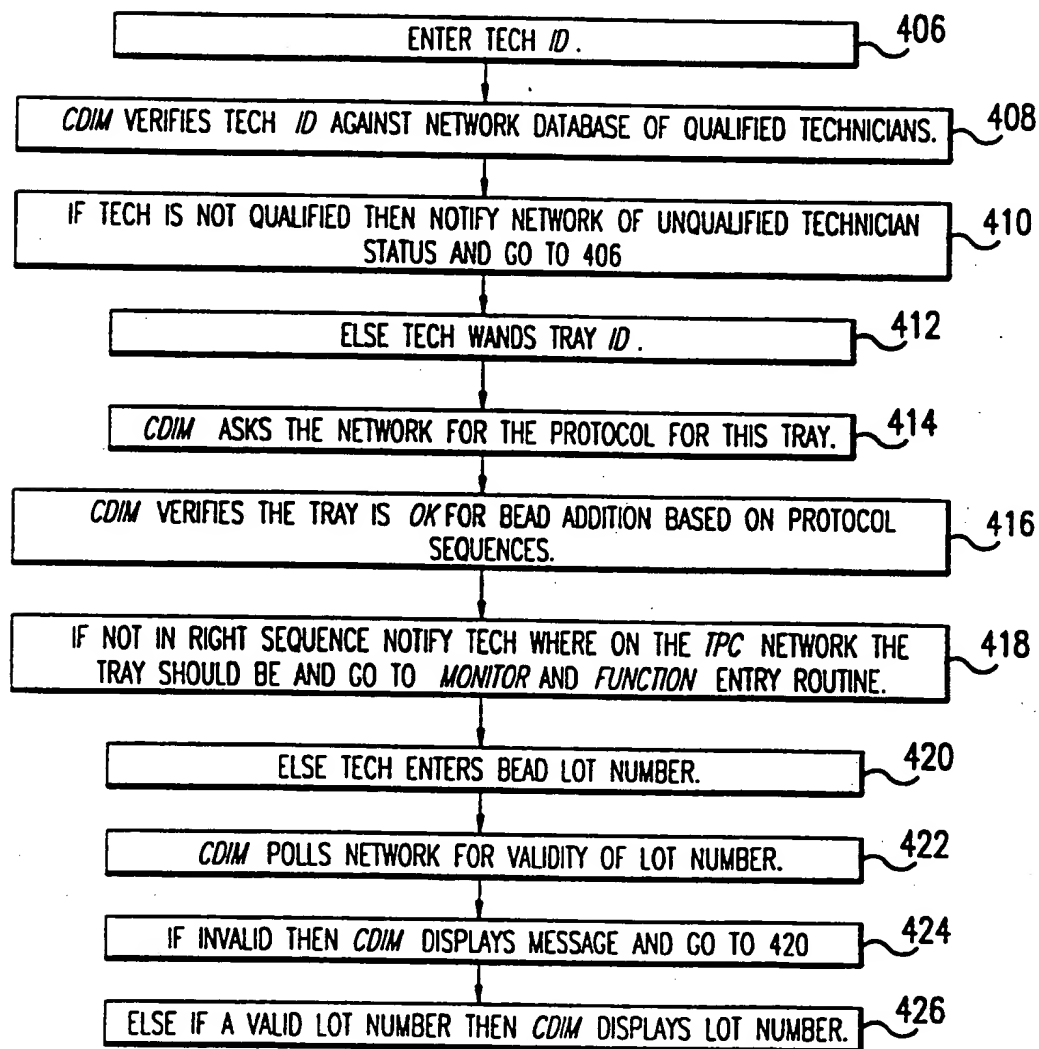 ENTER TECH ID. 406
CDIM VERIFIES TECH ID AGAINST NETWORK DATABASE OF QUALIFIED TECHNICIANS. 408
IF TECH IS NOT QUALIFIED THEN NOTIFY NETWORK OF UNQUALIFIED TECHNICIAN
STATUS AND GO TO 406
410
ELSE TECH WANDS TRAY ID. 412
CDIM ASKS THE NETWORK FOR THE PROTOCOL FOR THIS TRAY. 414
CDIM VERIFIES THE TRAY IS OK FOR BEAD ADDITION BASED ON PROTOCOL
SEQUENCES.
416
IF NOT IN RIGHT SEQUENCE NOTIFY TECH WHERE ON THE TPC NETWORK THE
TRAY SHOULD BE AND GO TO MONITOR AND FUNCTION ENTRY ROUTINE.
418
ELSE TECH ENTERS BEAD LOT NUMBER. 420
CDIM POLLS NETWORK FOR VALIDITY OF LOT NUMBER. 422
IF INVALID THEN CDIM DISPLAYS MESSAGE AND GO TO 420 424
ELSE IF A VALID LOT NUMBER THEN CDIM DISPLAYS LOT NUMBER. 426